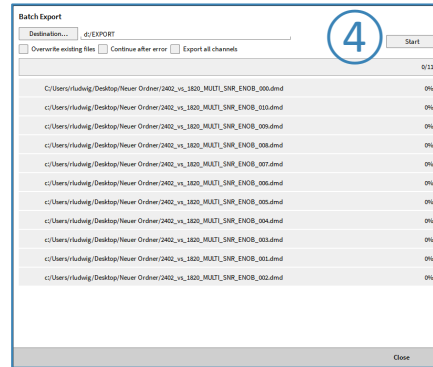 Batch Export
Destination... d:/EXPORT
4
Start
Overwrite existing files Continue after error Export all channels
0/11
C:/Users/rludwig/Desktop/Neuer Ordner/2402_vs_1820_MULTI_SNR_ENOB_000.dmd 0%
c:/Users/rludwig/Desktop/Neuer Ordner/2402_vs_1820_MULTI_SNR_ENOB_010.dmd 0%
c:/Users/rludwig/Desktop/Neuer Ordner/2402_vs_1820_MULTI_SNR_ENOB_009.dmd 0%
c:/Users/rludwig/Desktop/Neuer Ordner/2402_vs_1820_MULTI_SNR_ENOB_008.dmd 0%
c:/Users/rludwig/Desktop/Neuer Ordner/2402_vs_1820_MULTI_SNR_ENOB_007.dmd 0%
c:/Users/rludwig/Desktop/Neuer Ordner/2402_vs_1820_MULTI_SNR_ENOB_006.dmd 0%
c:/Users/rludwig/Desktop/Neuer Ordner/2402_vs_1820_MULTI_SNR_ENOB_005.dmd 0%
c:/Users/rludwig/Desktop/Neuer Ordner/2402_vs_1820_MULTI_SNR_ENOB_004.dmd 0%
c:/Users/rludwig/Desktop/Neuer Ordner/2402_vs_1820_MULTI_SNR_ENOB_003.dmd 0%
c:/Users/rludwig/Desktop/Neuer Ordner/2402_vs_1820_MULTI_SNR_ENOB_001.dmd 0%
c:/Users/rludwig/Desktop/Neuer Ordner/2402_vs_1820_MULTI_SNR_ENOB_002.dmd 0%
Close